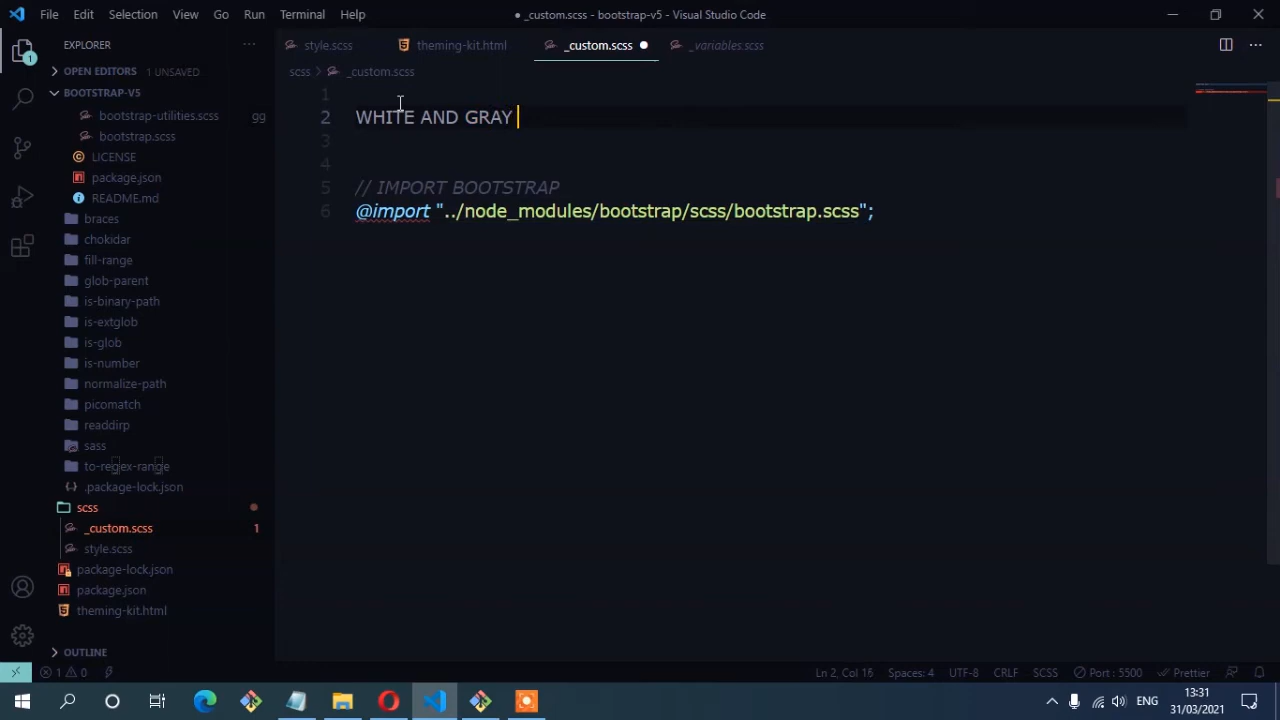 File Edit Selection View Go Run Terminal Help
● _custom.scss - bootstrap-v5 - Visual Studio Code
EXPLORER
style.scss
theming-kit.html
_custom.scss
_variables.scss
OPEN EDITORS 1 UNSAVED
scss > _custom.scss
BOOTSTRAP-V5
bootstrap-utilities.scss
gg
bootstrap.scss
LICENSE
package.json
README.md
braces
chokidar
fill-range
glob-parent
is-binary-path
is-extglob
is-glob
is-number
normalize-path
picomatch
readdirp
sass
to-regex-range
.package-lock.json
scss
_custom.scss 1
style.scss
package-lock.json
package.json
theming-kit.html
OUTLINE
1
2 WHITE AND GRAY
3
4
5 // IMPORT BOOTSTRAP
6 @import "../node_modules/bootstrap/scss/bootstrap.scss";
1 0
Ln 2, Col 15
Spaces: 4
UTF-8
CRLF
SCSS
Port : 5500
Prettier
1
ENG
13:31
31/03/2021